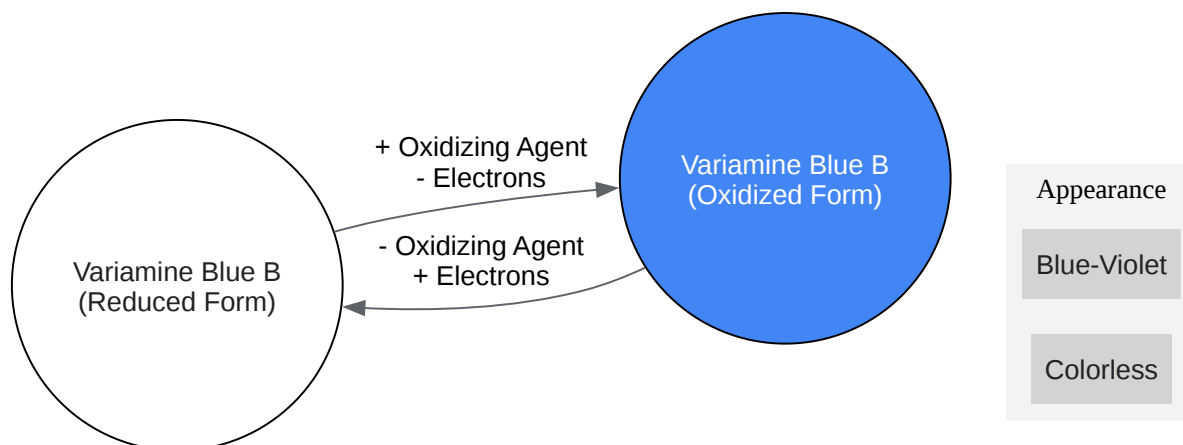 + Oxidizing Agent
- Electrons
Variamine Blue B
(Oxidized Form)
- Oxidizing Agent
+ Electrons
Variamine Blue B
(Reduced Form)
Appearance
Blue-Violet
Colorless